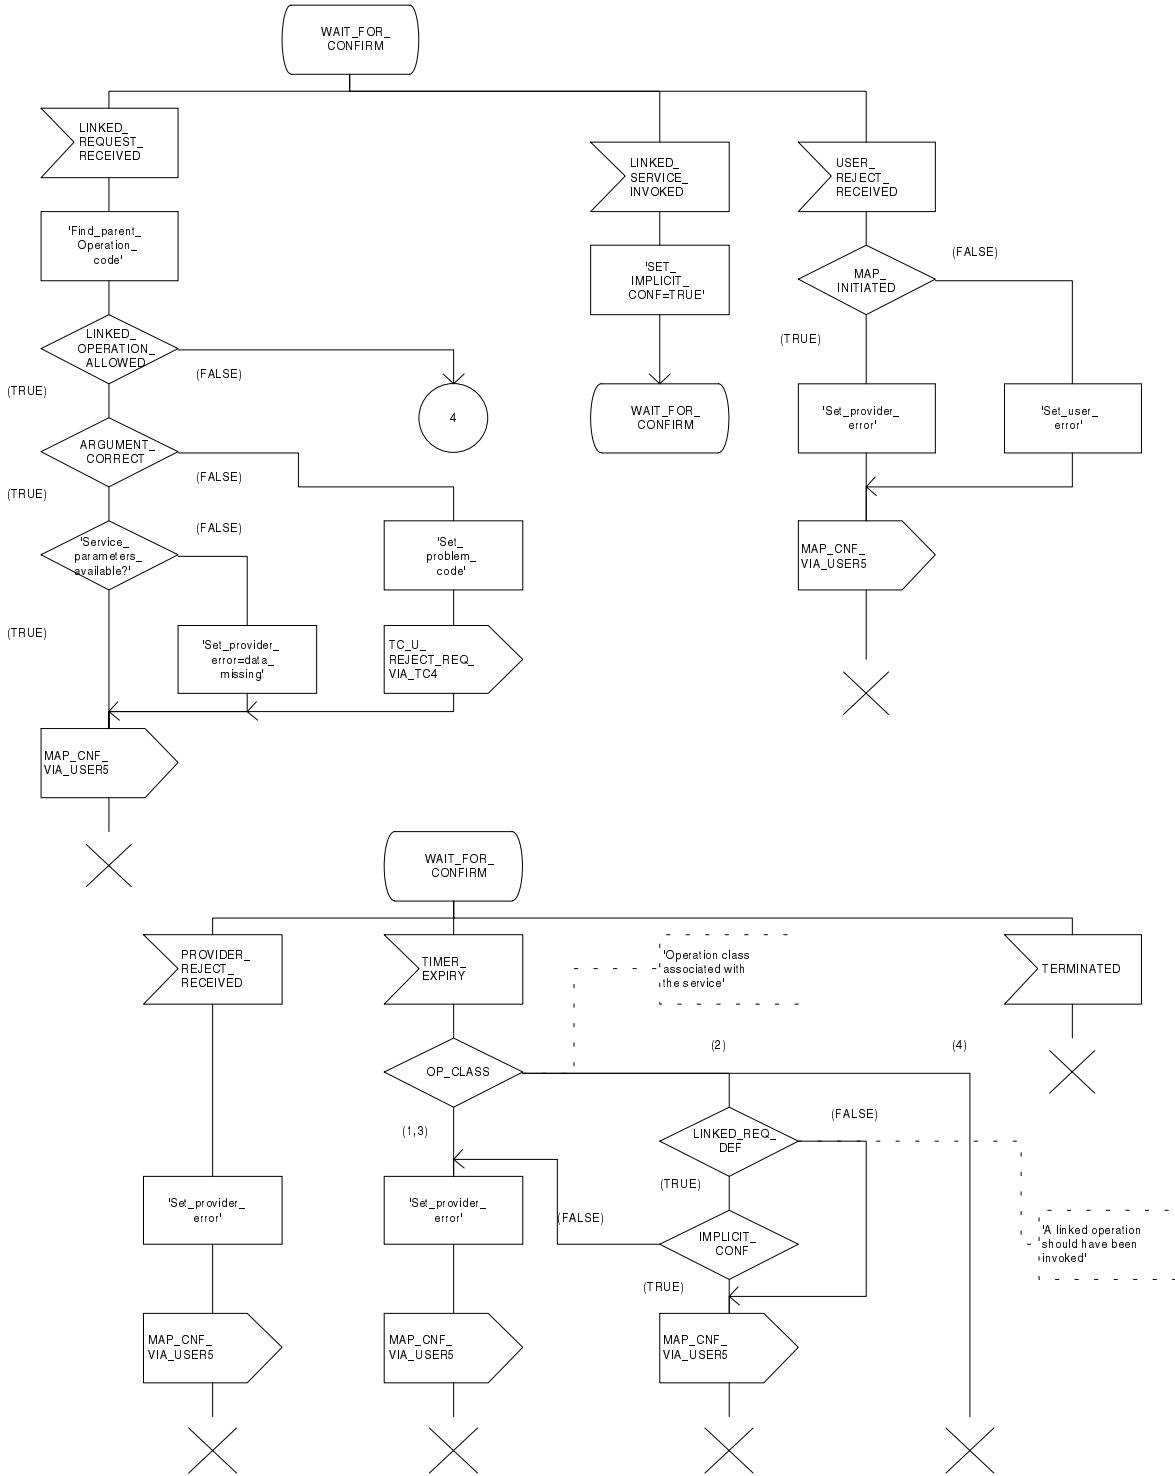 WAIT_FOR_
CONFIRM
LINKED_
REQUEST_
RECEIVED
LINKED_
SERVICE_
INVOKED
USER_
REJECT_
RECEIVED
'Find_parent_
Operation_
code'
'SET_
IMPLICIT_
CONF=TRUE'
MAP_
INITIATED
(FALSE)
(TRUE)
LINKED_
OPERATION_
ALLOWED
(TRUE)
(FALSE)
4
WAIT_FOR_
CONFIRM
'Set_provider_
error'
'Set_user_
error'
ARGUMENT_
CORRECT
(TRUE)
(FALSE)
'Service_
parameters_
available?'
(FALSE)
(TRUE)
'Set_
problem_
code'
MAP_CNF_
VIA_USER5
'Set_provider_
error=data_
missing'
TC_U_
REJECT_REQ_
VIA_TC4
MAP_CNF_
VIA_USER5
WAIT_FOR_
CONFIRM
PROVIDER_
REJECT_
RECEIVED
TIMER_
EXPIRY
'Operation class
associated with
the service'
TERMINATED
OP_CLASS
(2)
(4)
(1,3)
LINKED_REQ_
DEF
(FALSE)
(TRUE)
'Set_provider_
error'
'Set_provider_
error'
(FALSE)
IMPLICIT_
CONF
'A linked operation
should have been
invoked'
(TRUE)
MAP_CNF_
VIA_USER5
MAP_CNF_
VIA_USER5
MAP_CNF_
VIA_USER5